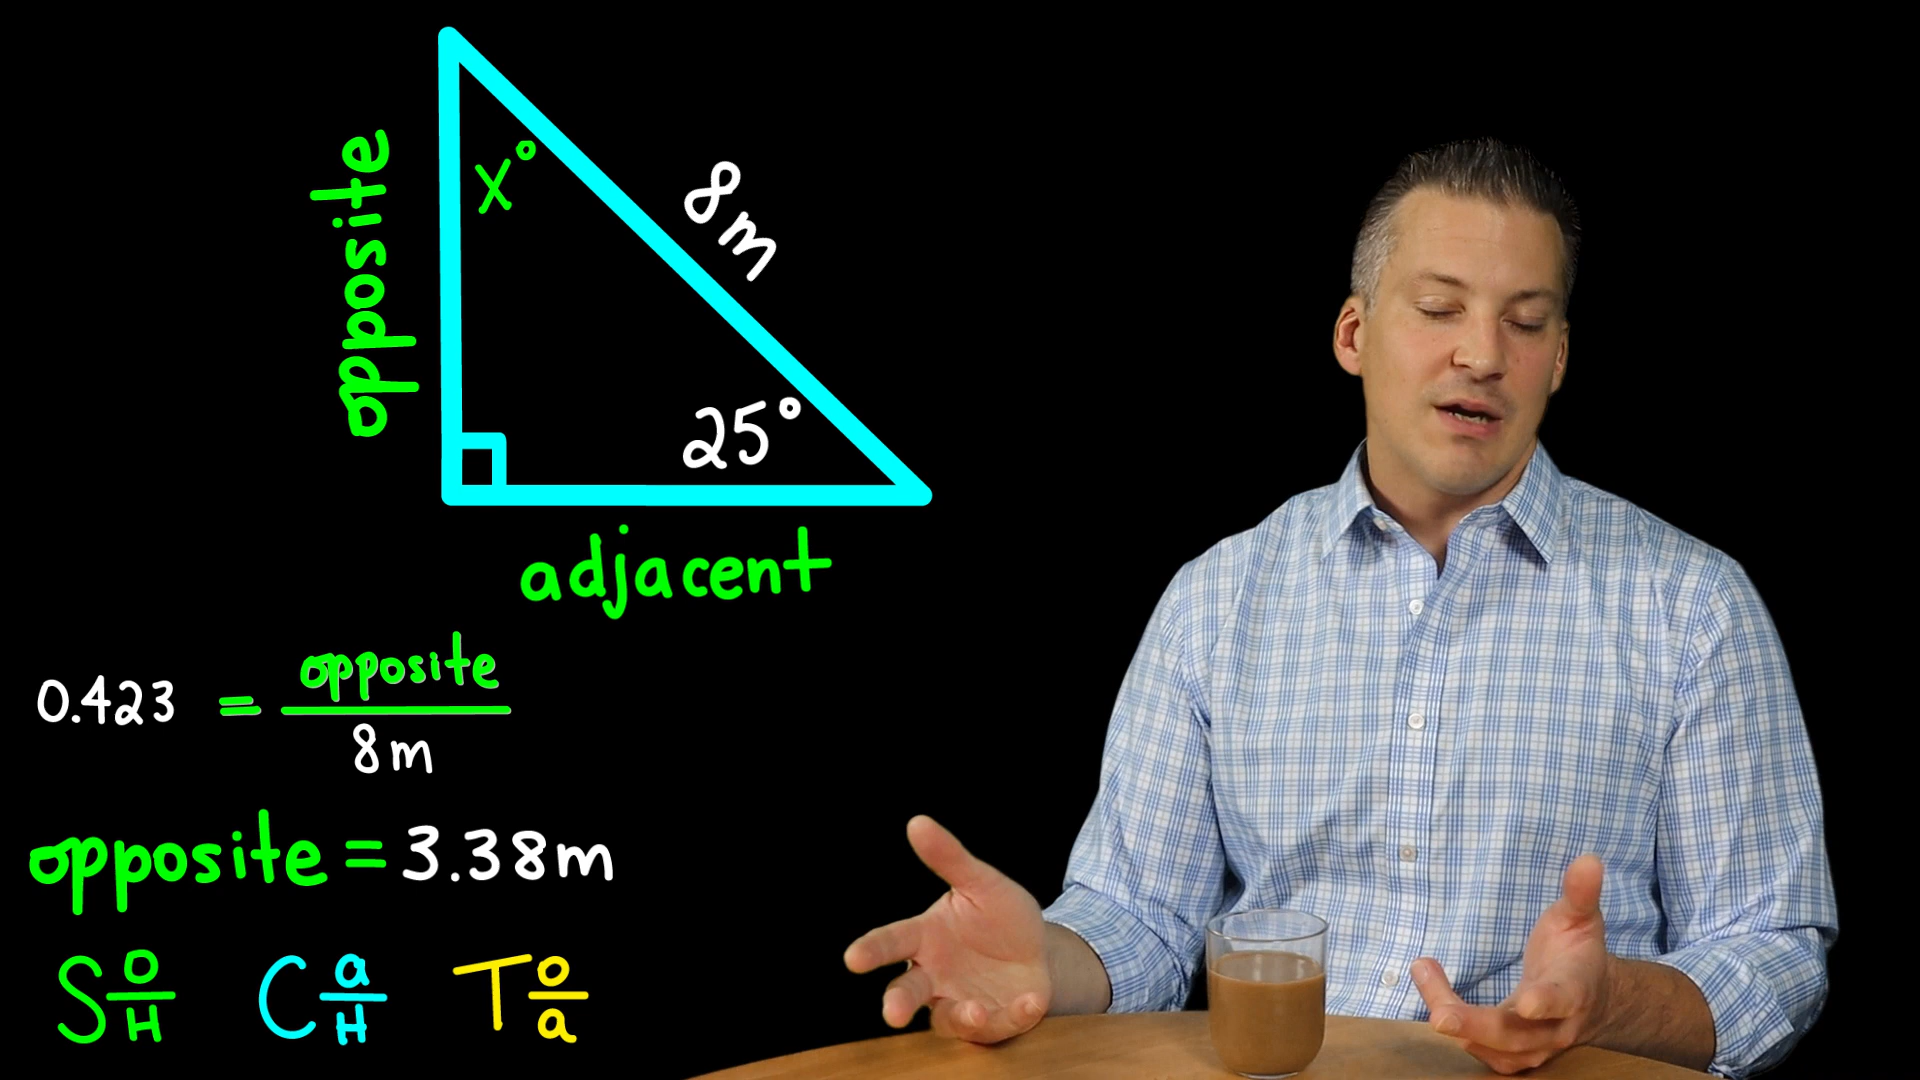 opposite
x°
8m
25°
adjacent
0.423 = opposite / 8m
opposite = 3.38m
S O/H C a/H T o/a